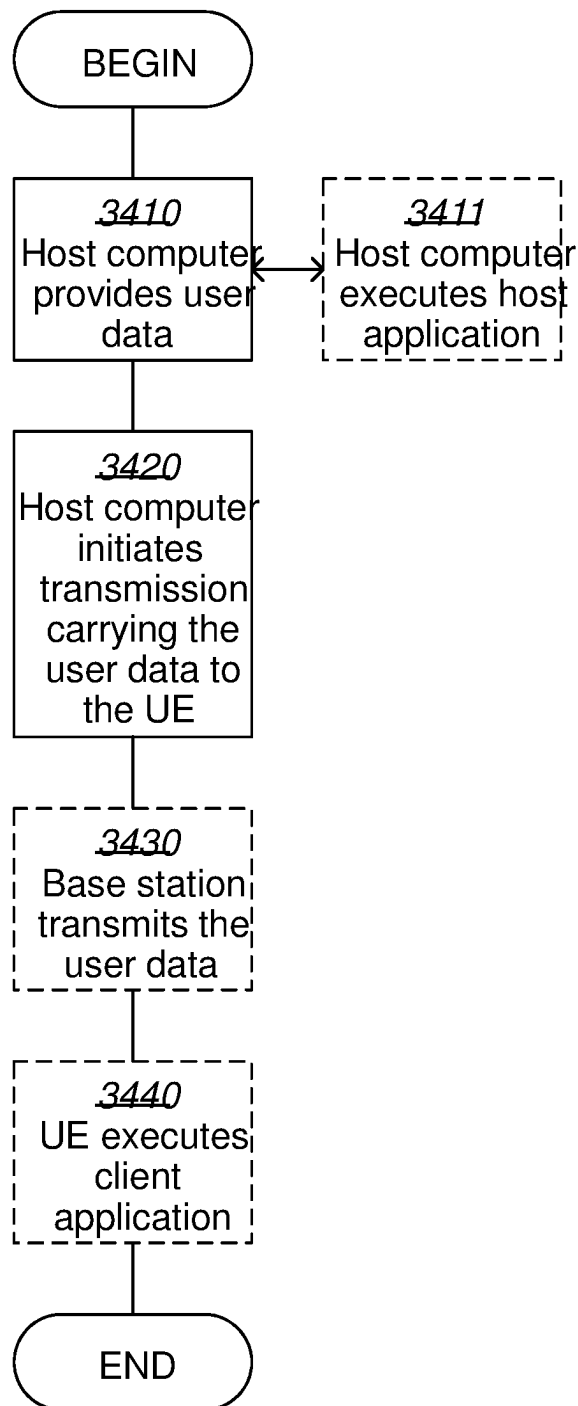 BEGIN
3410
Host computer
provides user
data
3411
Host computer
executes host
application
3420
Host computer
initiates
transmission
carrying the
user data to
the UE
3430
Base station
transmits the
user data
3440
UE executes
client
application
END